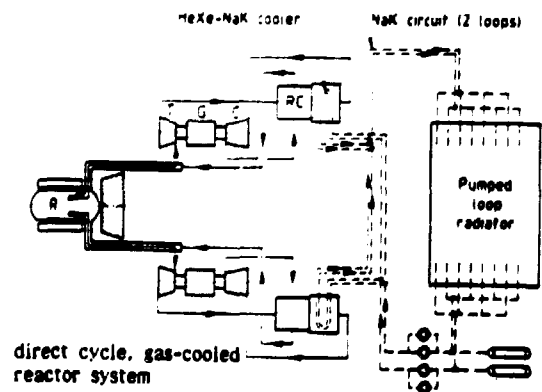 HeXe-NaK cooler
NaK circuit (2 loops)
RC
T G C
R
Pumped
loop
radiator
direct cycle, gas-cooled
reactor system